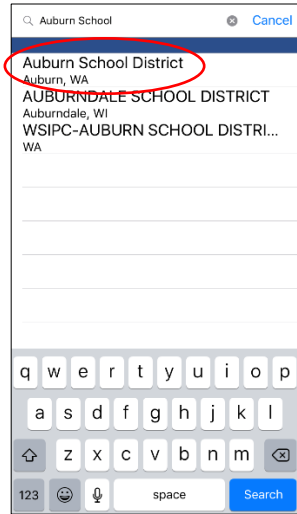 Auburn School Cancel
Auburn School District
Auburn, WA
AUBURNDALE SCHOOL DISTRICT
Auburndale, WI
WSIPC-AUBURN SCHOOL DISTRI...
WA
q w e r t y u i o p
a s d f g h j k l
z x c v b n m
123 space Search